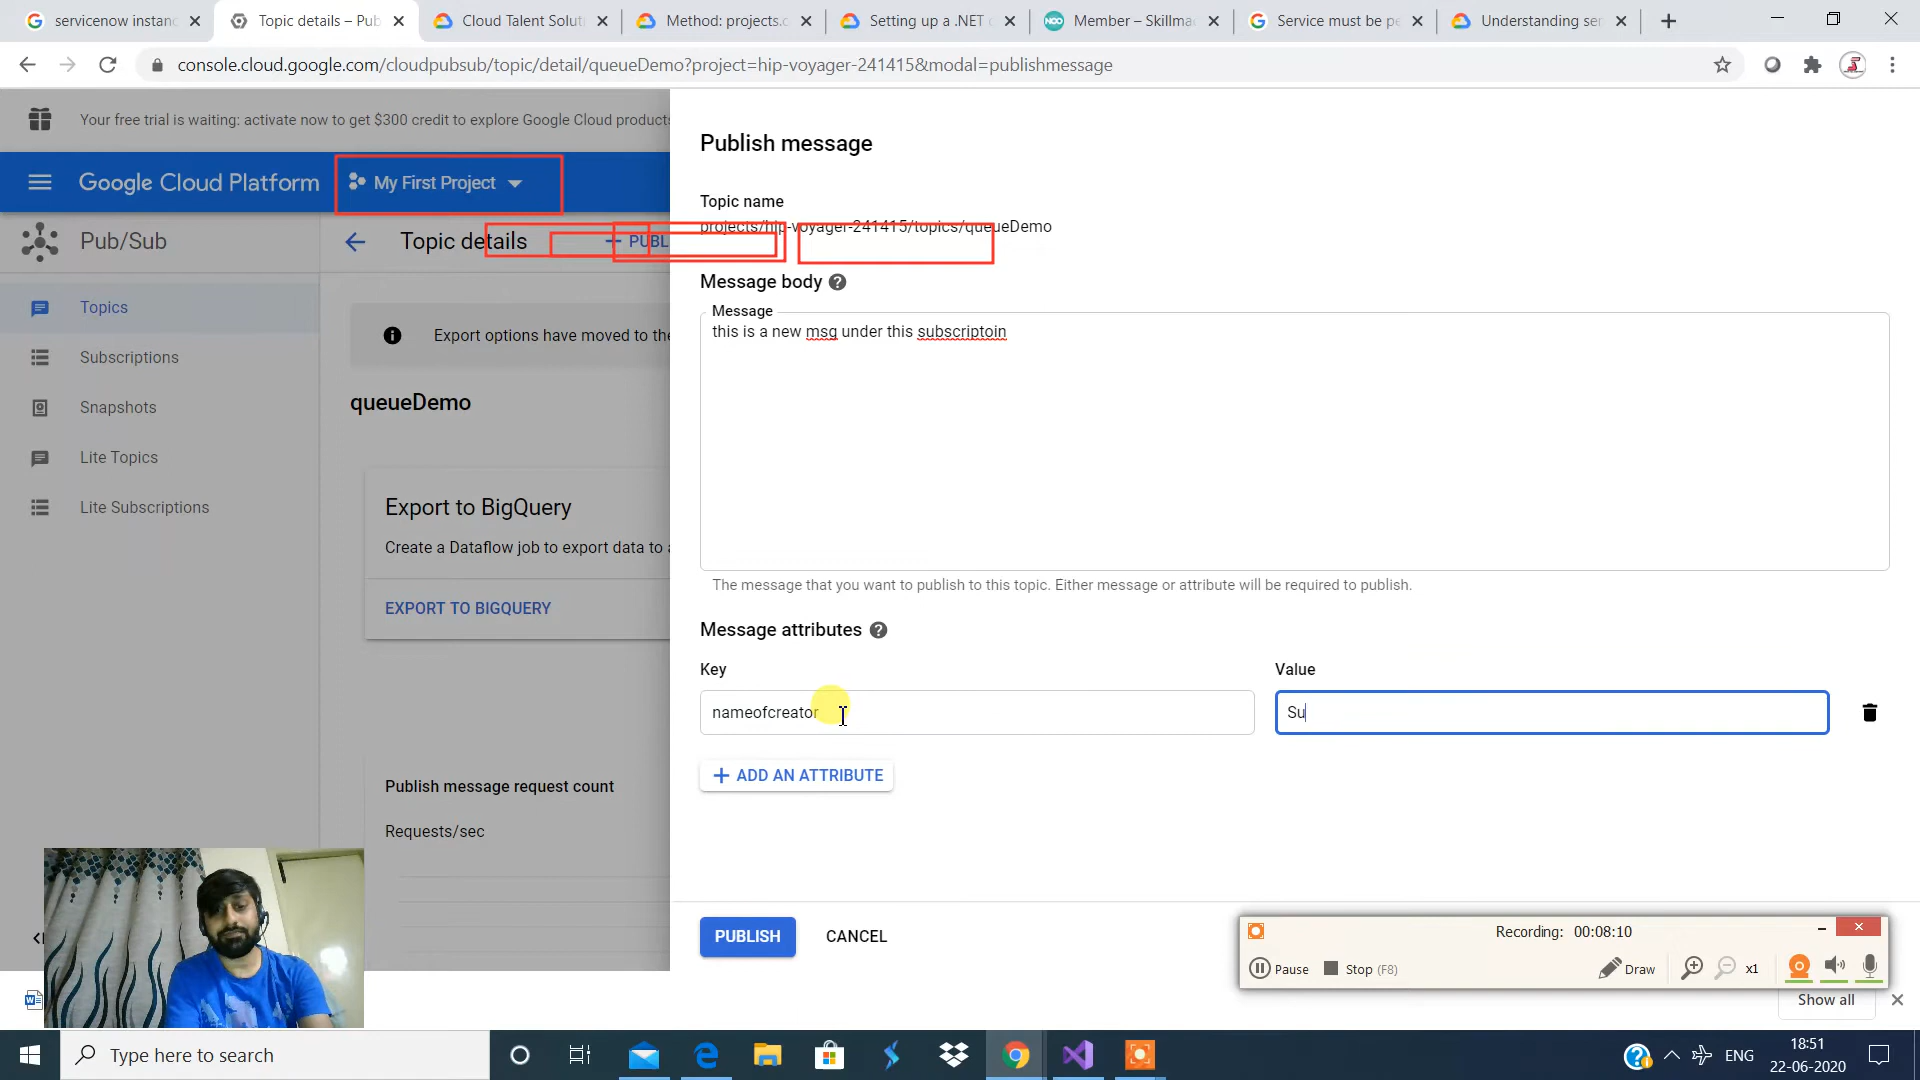 servicenow instanc
Topic details – Pub
Cloud Talent Soluti
Method: projects.c
Setting up a .NET
Member – Skillma
Service must be pe
Understanding ser
console.cloud.google.com/cloudpubsub/topic/detail/queueDemo?project=hip-voyager-241415&modal=publishmessage
Your free trial is waiting: activate now to get $300 credit to explore Google Cloud products
Google Cloud Platform
My First Project
Pub/Sub
Topics
Subscriptions
Snapshots
Lite Topics
Lite Subscriptions
Topic details
+ PUBL
Export options have moved to the
queueDemo
Export to BigQuery
Create a Dataflow job to export data to a
EXPORT TO BIGQUERY
Publish message request count
Requests/sec
Publish message
Topic name
projects/hip-voyager-241415/topics/queueDemo
Message body
Message
this is a new msg under this subscriptoin
The message that you want to publish to this topic. Either message or attribute will be required to publish.
Message attributes
Key
Value
nameofcreator
Su
+ ADD AN ATTRIBUTE
PUBLISH
CANCEL
Recording: 00:08:10
Pause
Stop (F8)
Draw
x1
Show all
Type here to search
ENG
18:51
22-06-2020